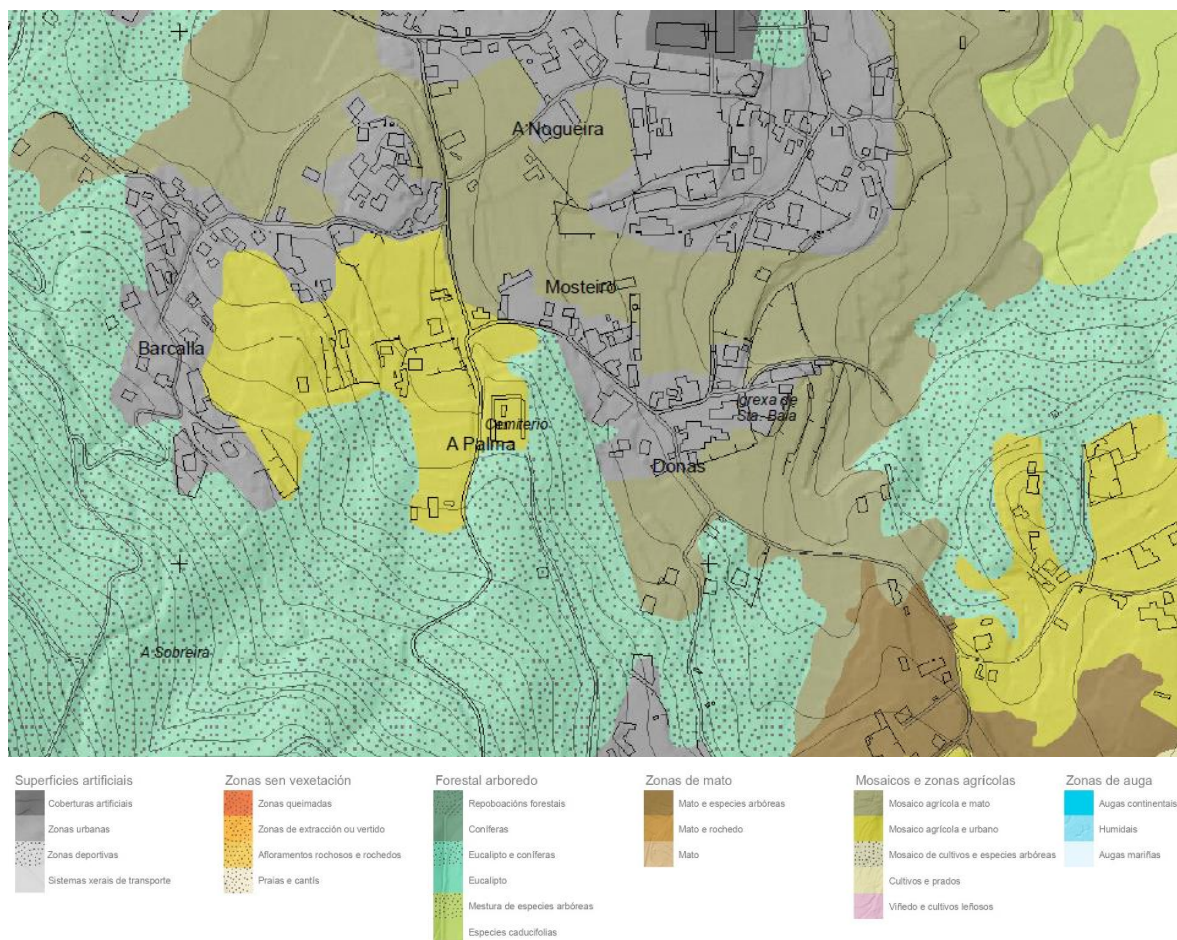 A Nogueira
Mosteiro
Barcalla
Igrexa de
Sta. Baia
Cemiterio
A Palma
Donas
A Sobreira
Superficies artificiais
Coberturas artificiais
Zonas urbanas
Zonas deportivas
Sistemas xerais de transporte
Zonas sen vexetación
Zonas queimadas
Zonas de extracción ou vertido
Afloramentos rochosos e rochedos
Praias e cantís
Forestal arboredo
Repoboacións forestais
Coníferas
Eucalipto e coníferas
Eucalipto
Mestura de especies arbóreas
Especies caducifolias
Zonas de mato
Mato e especies arbóreas
Mato e rochedo
Mato
Mosaicos e zonas agrícolas
Mosaico agrícola e mato
Mosaico agrícola e urbano
Mosaico de cultivos e especies arbóreas
Cultivos e prados
Viñedo e cultivos leñosos
Zonas de auga
Augas continentais
Humidais
Augas mariñas